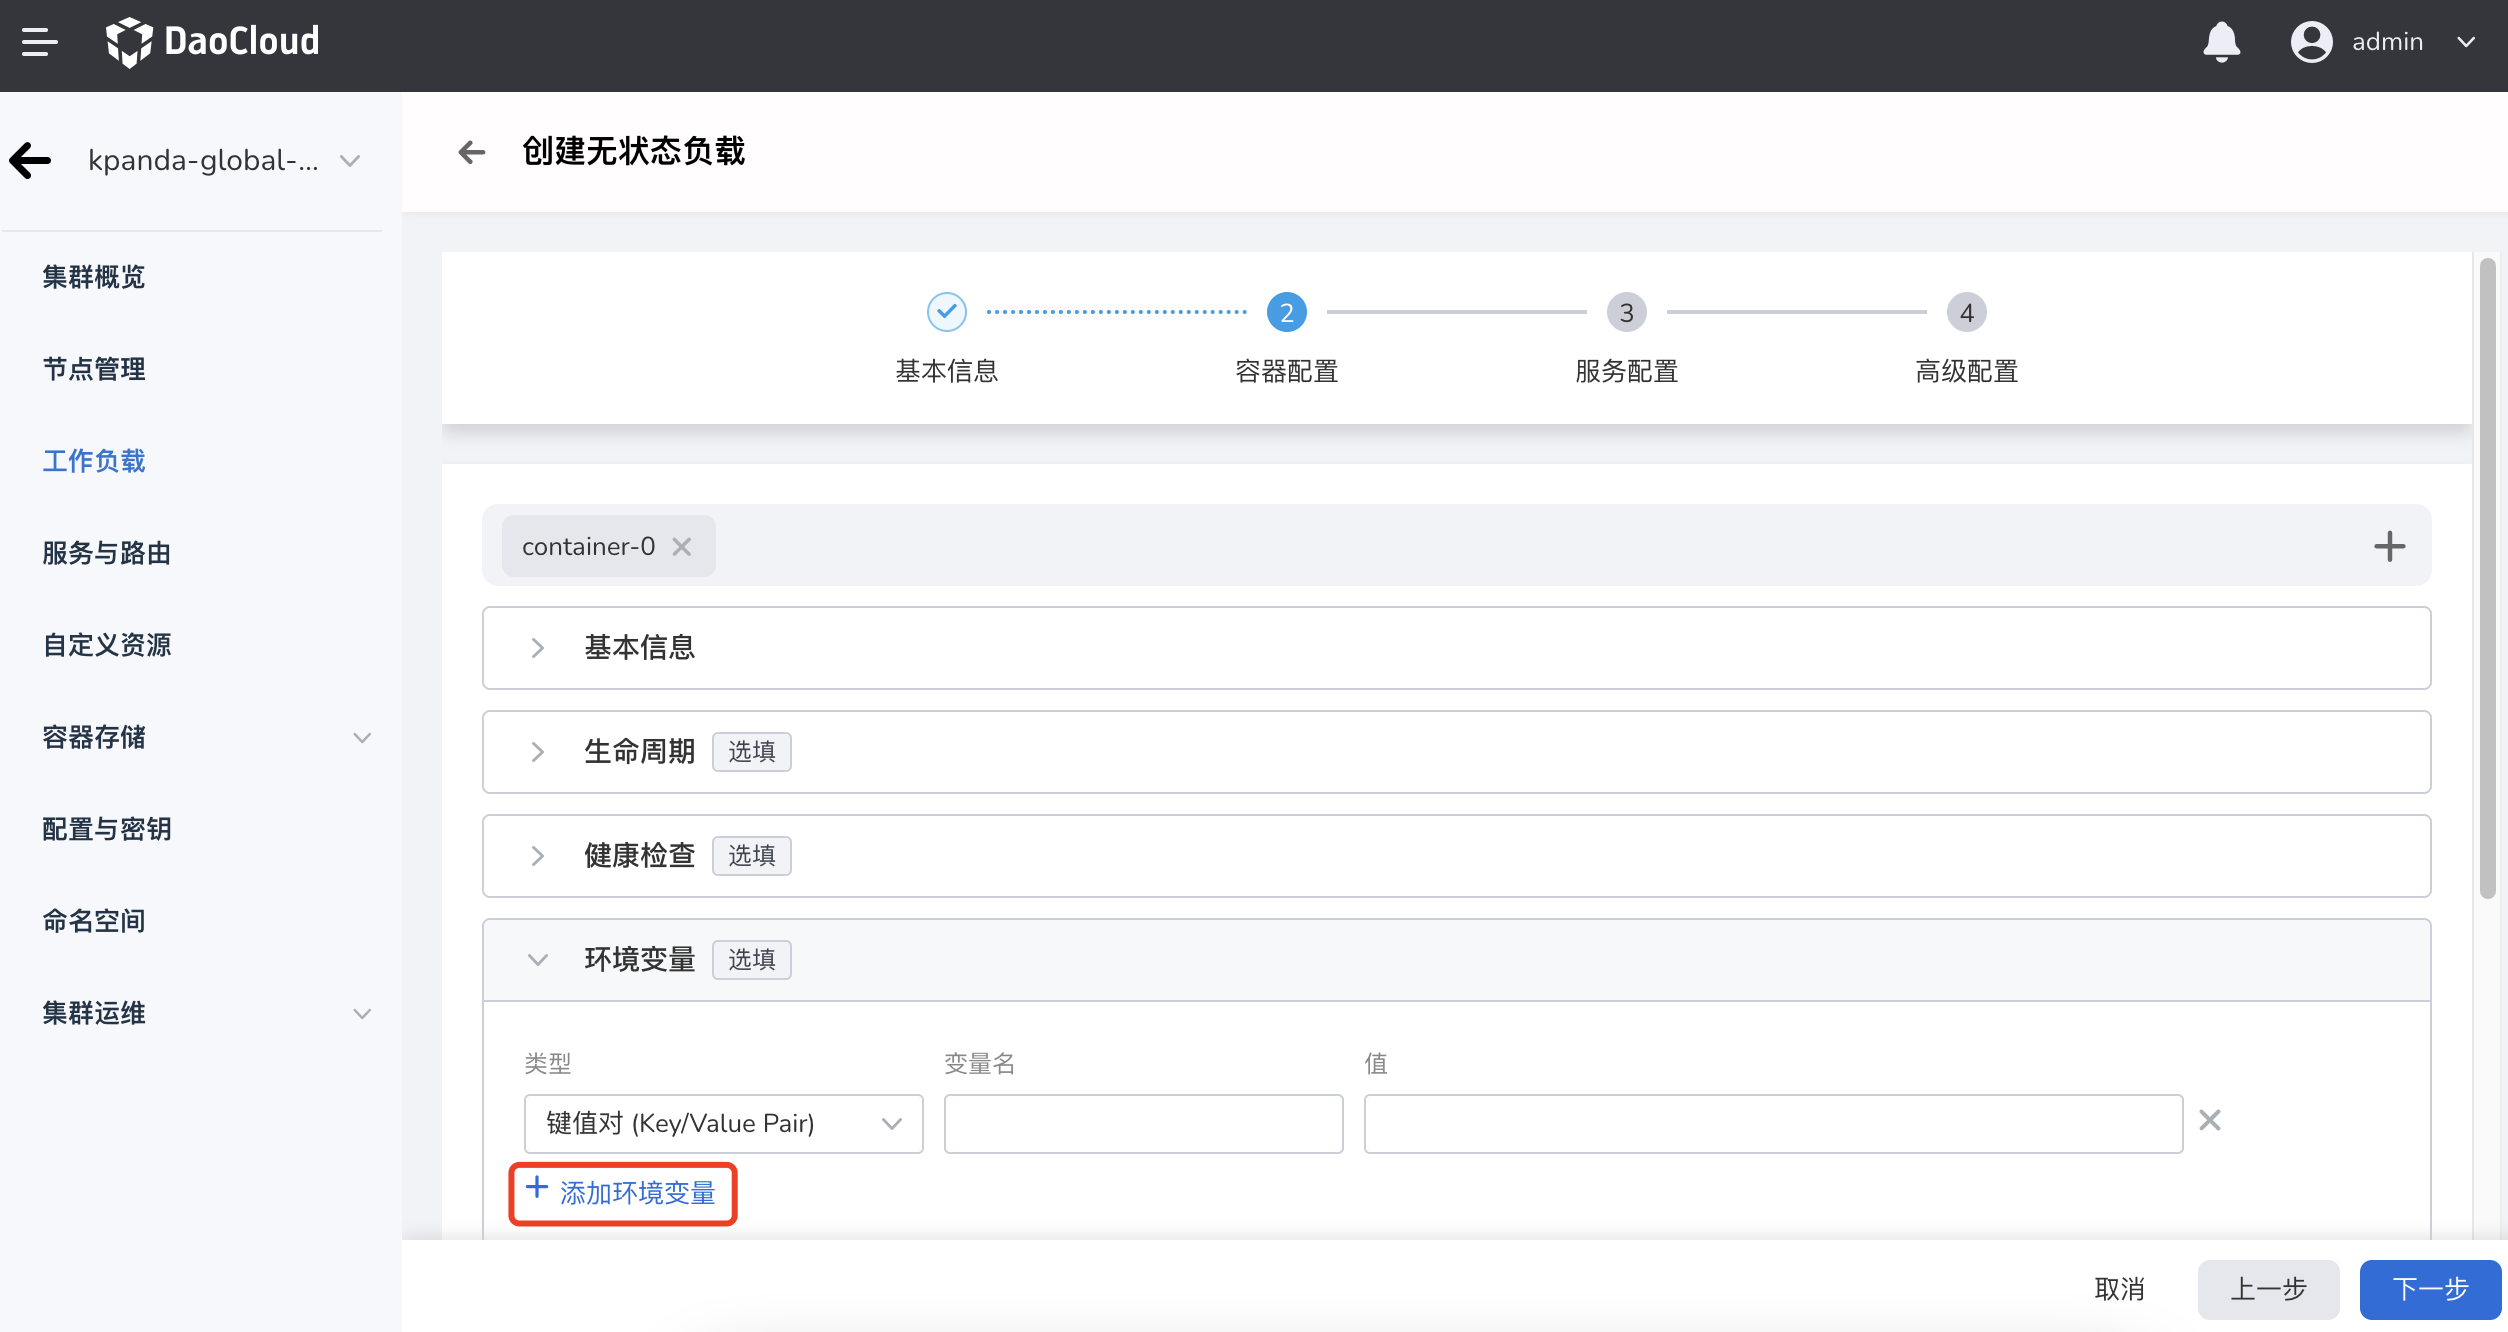 DaoCloud
admin
kpanda-global-...
集群概览
节点管理
工作负载
服务与路由
自定义资源
容器存储
配置与密钥
命名空间
集群运维
创建无状态负载
2
3
4
基本信息
容器配置
服务配置
高级配置
container-0
基本信息
生命周期 选填
健康检查 选填
环境变量 选填
类型
变量名
值
键值对 (Key/Value Pair)
添加环境变量
取消
上一步
下一步